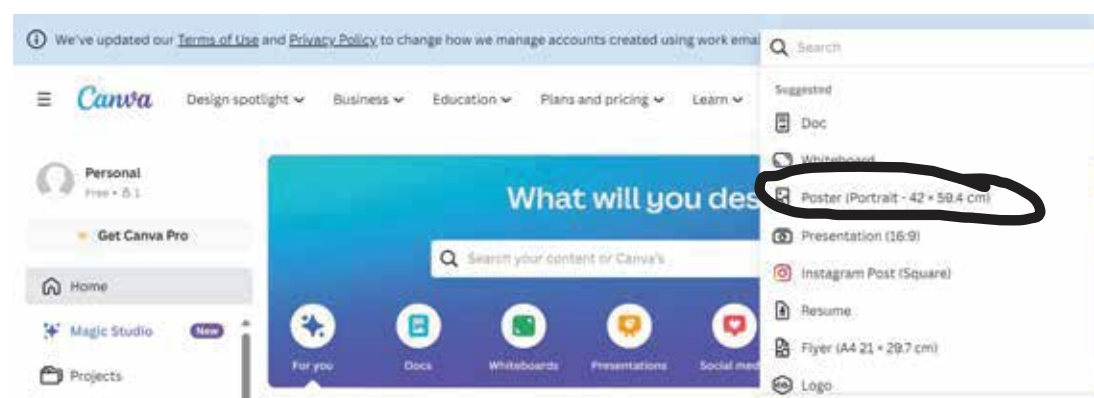 We've updated our Terms of Use and Privacy Policy to change how we manage accounts created using work ema
Canva
Design spotlight
Business
Education
Plans and pricing
Learn
Personal
Free • 1
Get Canva Pro
Home
Magic Studio
New
Projects
What will you des
Search your content or Canva's
For you
Docs
Whiteboards
Presentations
Social med
Search
Suggested
Doc
Whiteboard
Poster (Portrait - 42 × 59.4 cm)
Presentation (16:9)
Instagram Post (Square)
Resume
Flyer (A4 21 × 29.7 cm)
Logo